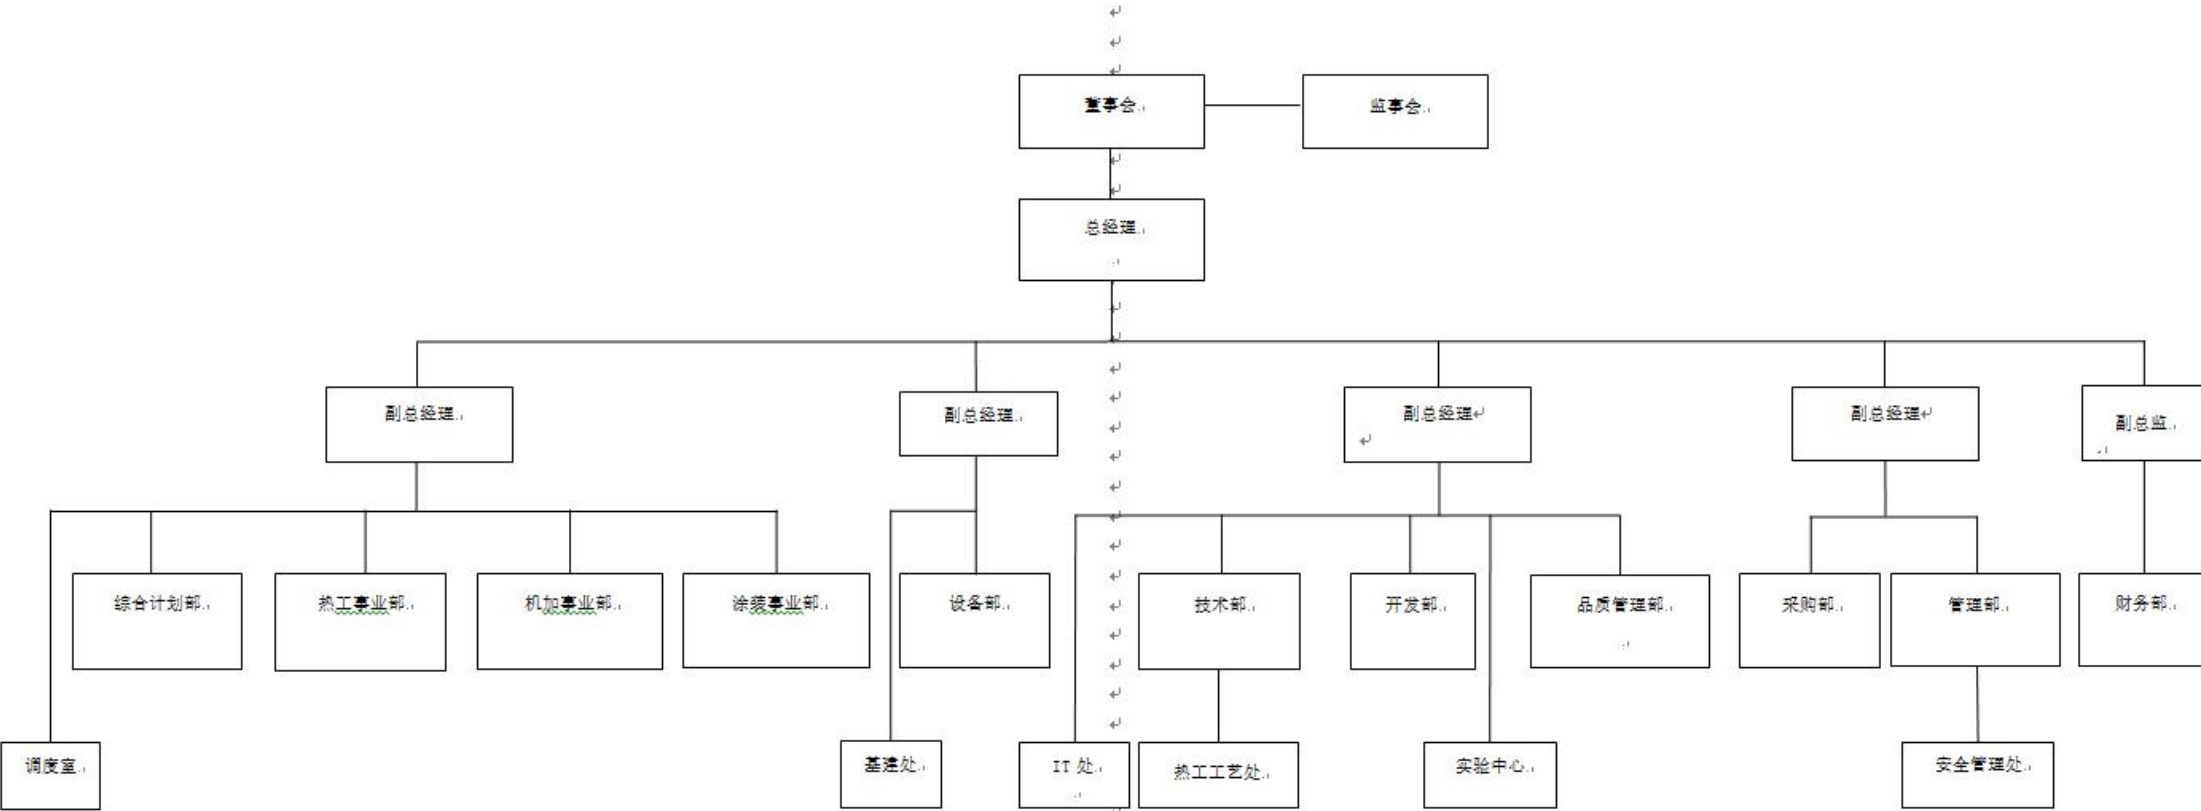 董事会
监事会
总经理
副总经理
副总经理
副总经理
副总经理
副总监
综合计划部
热工事业部
机加事业部
涂装事业部
设备部
技术部
开发部
品质管理部
采购部
管理部
财务部
调度室
基建处
IT 处
热工工艺处
实验中心
安全管理处